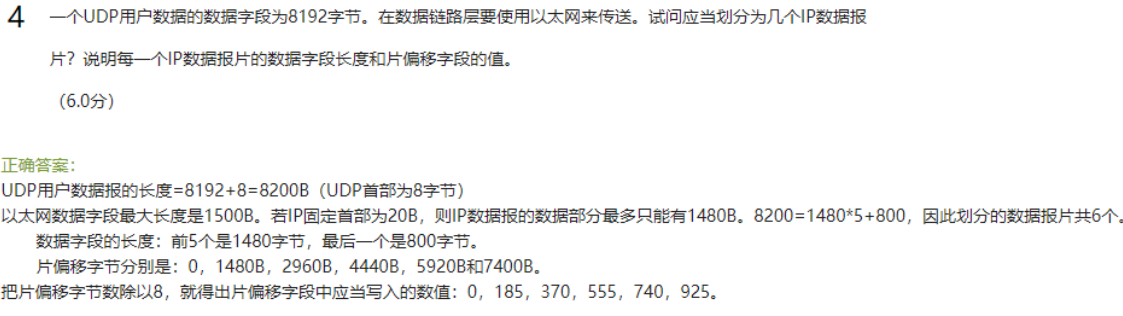 4 一个UDP用户数据的数据字段为8192字节。在数据链路层要使用以太网来传送。试问应当划分为几个IP数据报
片？说明每一个IP数据报片的数据字段长度和片偏移字段的值。
（6.0分）
正确答案：
UDP用户数据报的长度=8192+8=8200B（UDP首部为8字节）
以太网数据字段最大长度是1500B。若IP固定首部为20B，则IP数据报的数据部分最多只能有1480B。8200=1480*5+800，因此划分的数据报片共6个。
数据字段的长度：前5个是1480字节，最后一个是800字节。
片偏移字节分别是：0，1480B，2960B，4440B，5920B和7400B。
把片偏移字节数除以8，就得出片偏移字段中应当写入的数值：0，185，370，555，740，925。